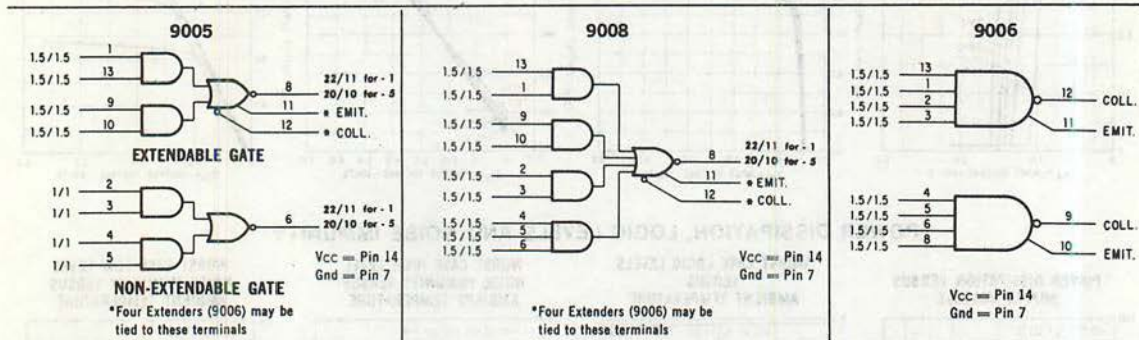 9005
1.5/1.5 1
1.5/1.5 13
1.5/1.5 9
1.5/1.5 10
8 22/11 for - 1
20/10 for - 5
11 * EMIT.
12 * COLL.
EXTENDABLE GATE
1/1 2
1/1 3
1/1 4
1/1 5
6 22/11 for - 1
20/10 for - 5
NON-EXTENDABLE GATE
Vcc = Pin 14
Gnd = Pin 7
*Four Extenders (9006) may be
tied to these terminals
9008
1.5/1.5 13
1.5/1.5 1
1.5/1.5 9
1.5/1.5 10
1.5/1.5 2
1.5/1.5 3
1.5/1.5 4
1.5/1.5 5
1.5/1.5 6
8 22/11 for - 1
20/10 for - 5
11 * EMIT.
12 * COLL.
Vcc = Pin 14
Gnd = Pin 7
*Four Extenders (9006) may be
tied to these terminals
9006
1.5/1.5 13
1.5/1.5 1
1.5/1.5 2
1.5/1.5 3
12 COLL.
11 EMIT.
1.5/1.5 4
1.5/1.5 5
1.5/1.5 6
1.5/1.5 8
9 COLL.
10 EMIT.
Vcc = Pin 14
Gnd = Pin 7